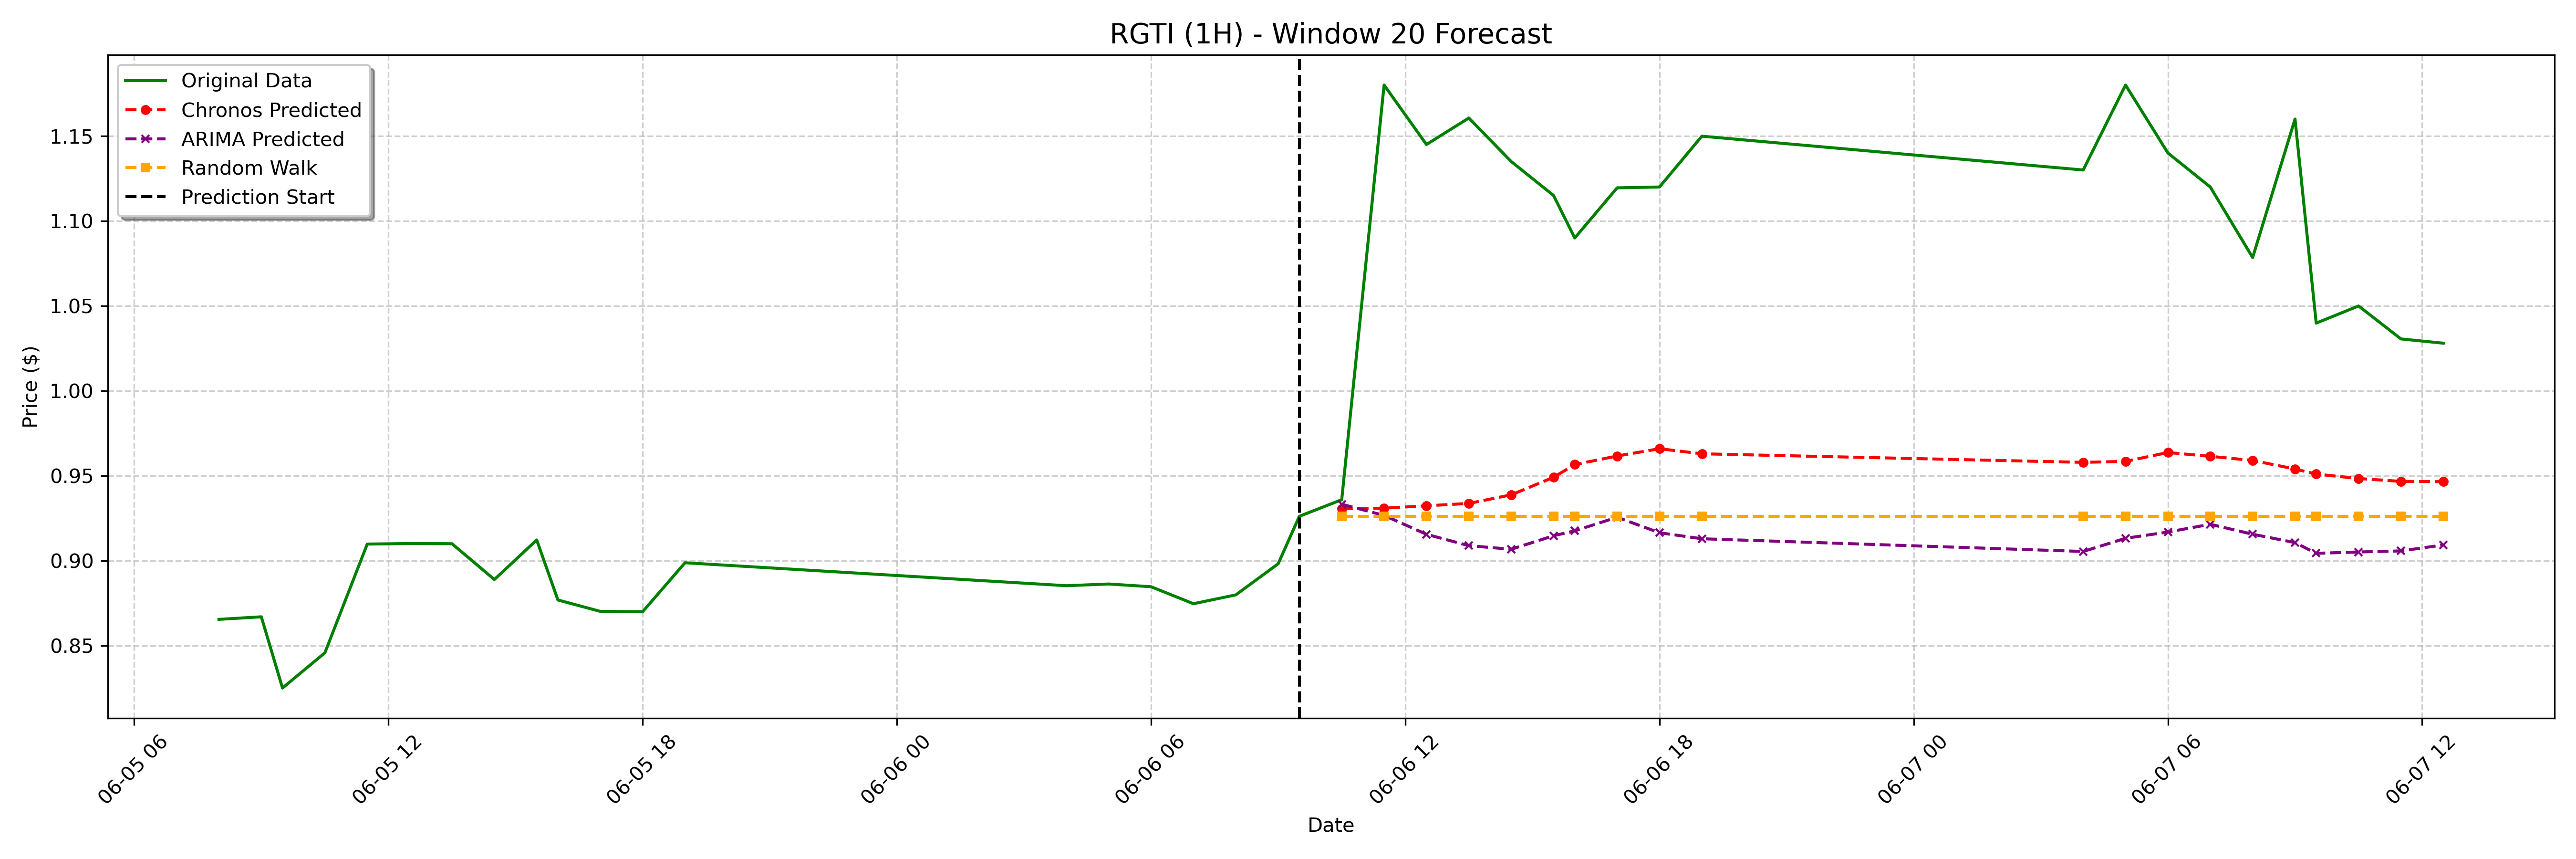 RGTI (1H) - Window 20 Forecast
Original Data
Chronos Predicted
ARIMA Predicted
Random Walk
Prediction Start
Price ($)
1.15
1.10
1.05
1.00
0.95
0.90
0.85
06-05 06
06-05 12
06-05 18
06-06 00
06-06 06
06-06 12
06-06 18
06-07 00
06-07 06
06-07 12
Date